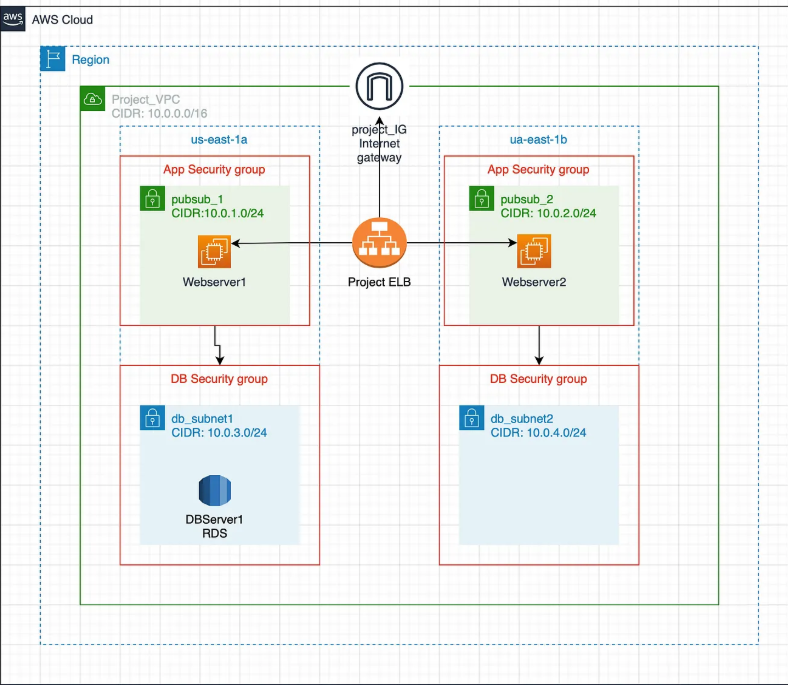 aws
AWS Cloud
Region
Project_VPC
CIDR: 10.0.0.0/16
project_IG
Internet
gateway
us-east-1a
ua-east-1b
App Security group
App Security group
pubsub_1
CIDR:10.0.1.0/24
pubsub_2
CIDR: 10.0.2.0/24
Webserver1
Project ELB
Webserver2
DB Security group
DB Security group
db_subnet1
CIDR: 10.0.3.0/24
db_subnet2
CIDR: 10.0.4.0/24
DBServer1
RDS